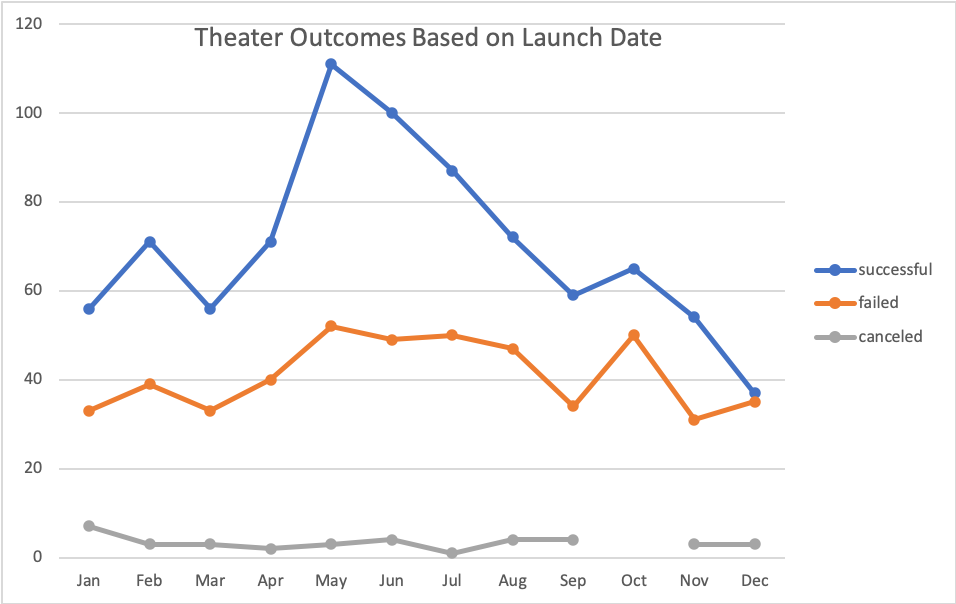 Theater Outcomes Based on Launch Date
120
100
80
60
40
20
0
Jan Feb Mar Apr May Jun Jul Aug Sep Oct Nov Dec
successful
failed
canceled